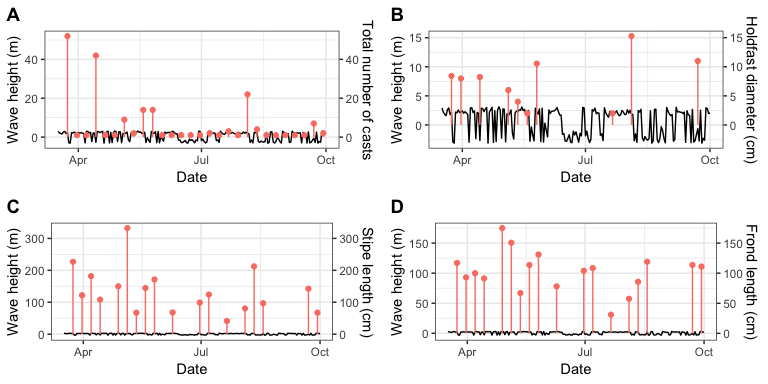 A
Wave height (m)
40
20
0
Apr
Jul
Oct
Date
40
20
0
Total number of casts
B
Wave height (m)
15
10
5
0
Apr
Jul
Oct
Date
15
10
5
0
Holdfast diameter (cm)
C
Wave height (m)
300
200
100
0
Apr
Jul
Oct
Date
300
200
100
0
Stipe length (cm)
D
Wave height (m)
150
100
50
0
Apr
Jul
Oct
Date
150
100
50
0
Frond length (cm)